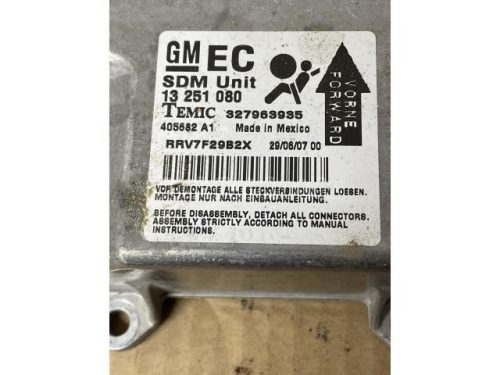 GM EC
SDM Unit
13 251 080
TEMIC 327963935
405682 A1 Made in Mexico
RRV7F29B2X 29/06/07 00
VORNE
FORWARD
VOR DEMONTAGE ALLE STECKVERBINDUNGEN LOESEN.
MONTAGE NUR NACH EINBAUANLEITUNG.
BEFORE DISASSEMBLY, DETACH ALL CONNECTORS.
ASSEMBLY STRICTLY ACCORDING TO MANUAL
INSTRUCTIONS.